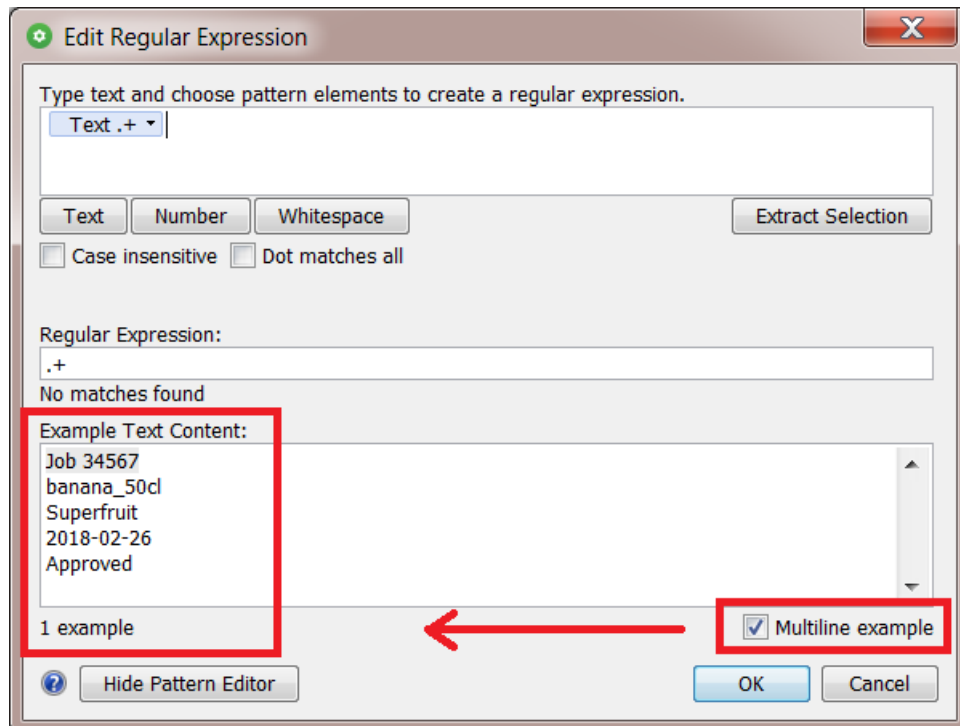 Edit Regular Expression
X
Type text and choose pattern elements to create a regular expression.
Text .+
Text Number Whitespace Extract Selection
Case insensitive Dot matches all
Regular Expression:
.+
No matches found
Example Text Content:
Job 34567
banana_50cl
Superfruit
2018-02-26
Approved
1 example Multiline example
? Hide Pattern Editor OK Cancel